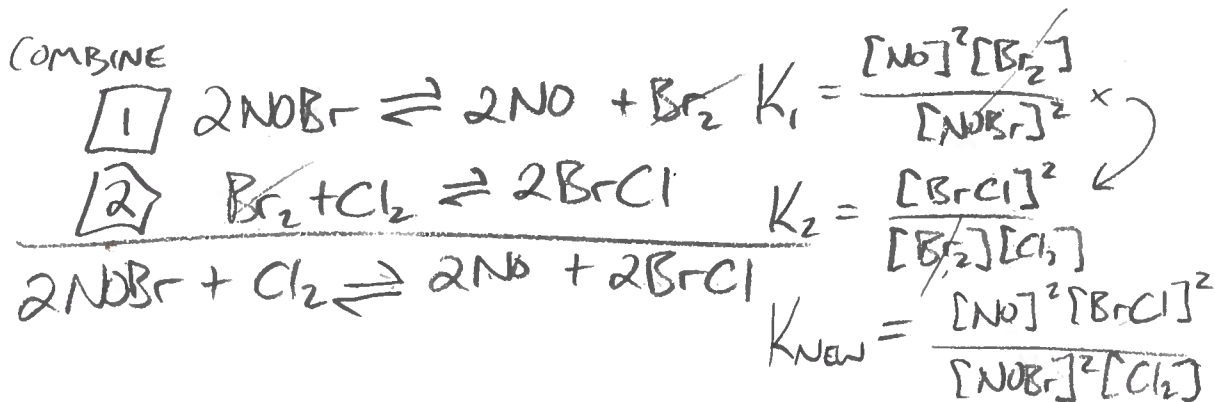 COMBINE
1 2NOBr ⇌ 2NO + Br₂ K₁ = [NO]²[Br₂] / [NOBr]² ×
2 Br₂ + Cl₂ ⇌ 2BrCl K₂ = [BrCl]² / [Br₂][Cl₂]
2NOBr + Cl₂ ⇌ 2NO + 2BrCl
K_NEW = [NO]²[BrCl]² / [NOBr]²[Cl₂]